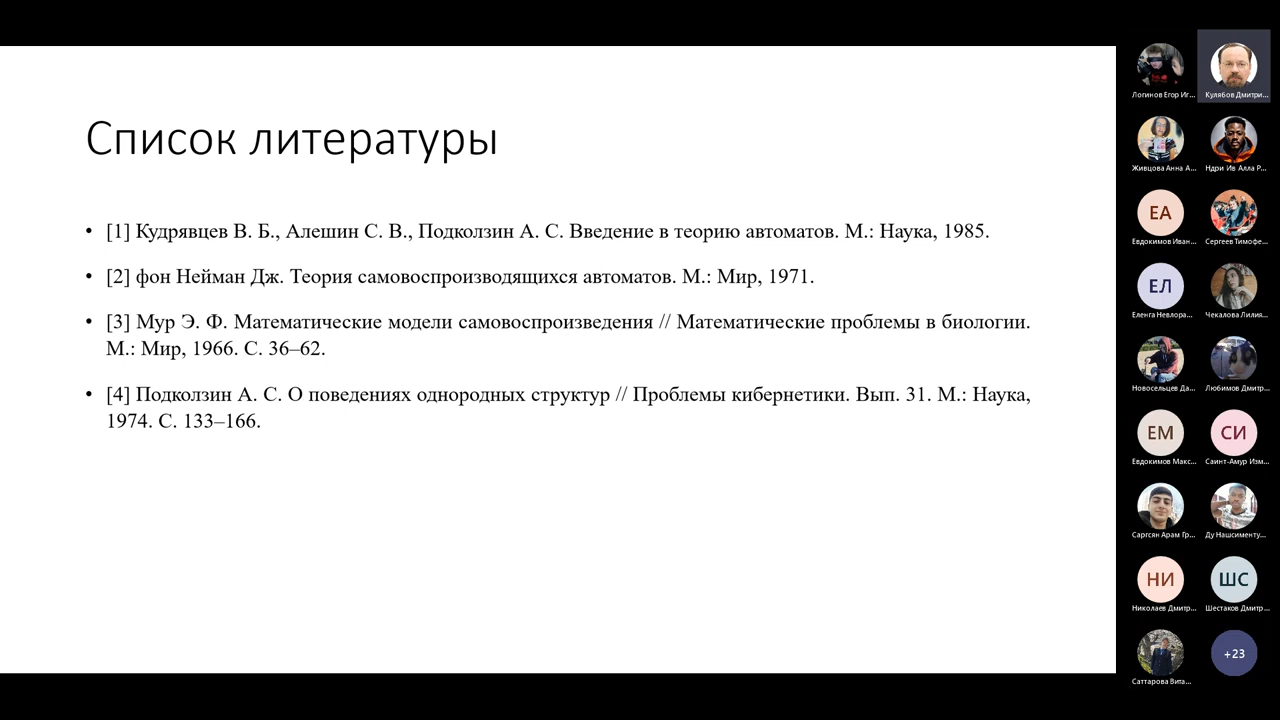 Список литературы
• [1] Кудрявцев В. Б., Алешин С. В., Подколзин А. С. Введение в теорию автоматов. М.: Наука, 1985.
• [2] фон Нейман Дж. Теория самовоспроизводящихся автоматов. М.: Мир, 1971.
• [3] Мур Э. Ф. Математические модели самовоспроизведения // Математические проблемы в биологии.
М.: Мир, 1966. С. 36–62.
• [4] Подколзин А. С. О поведениях однородных структур // Проблемы кибернетики. Вып. 31. М.: Наука,
1974. С. 133–166.
Логинов Егор Иг...
Кулябов Дмитри...
Живцова Анна А...
Ндри Ив Алла Р...
ЕА
Евдокимов Иван...
Сергеев Тимофе...
ЕЛ
Еленга Невлора...
Чекалова Лилия...
Новосельцев Да...
Любимов Дмитр...
ЕМ
Евдокимов Макс...
СИ
Саинт-Амур Изм...
Саргсян Арам Гр...
Ду Нашсименту...
НИ
Николаев Дмитр...
ШС
Шестаков Дмитр...
Саттарова Вита...
+23